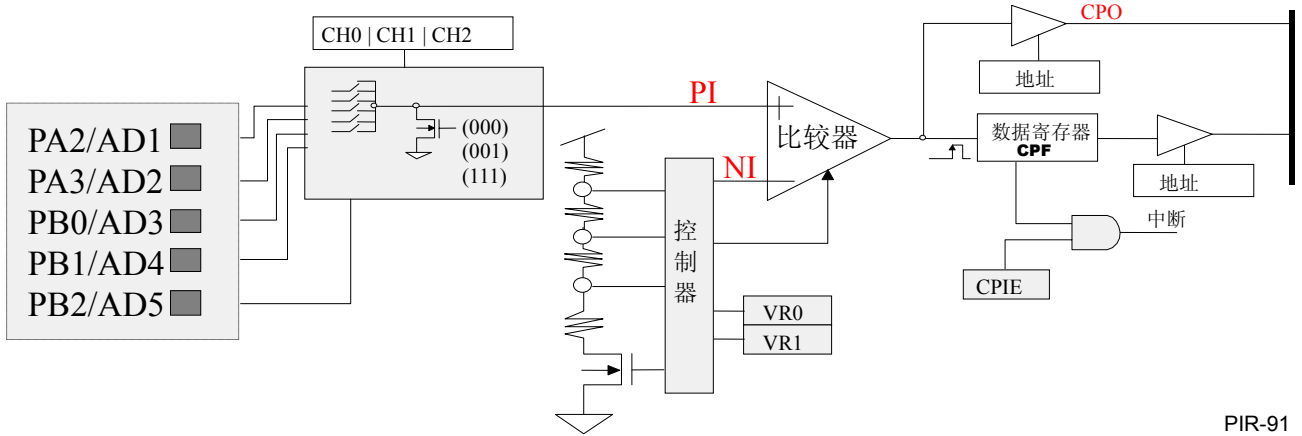 CH0 | CH1 | CH2
PA2/AD1
PA3/AD2
PB0/AD3
PB1/AD4
PB2/AD5
(000)
(001)
(111)
PI
NI
比较器
控制器
VR0
VR1
CPO
地址
数据寄存器
CPF
地址
中断
CPIE
PIR-91